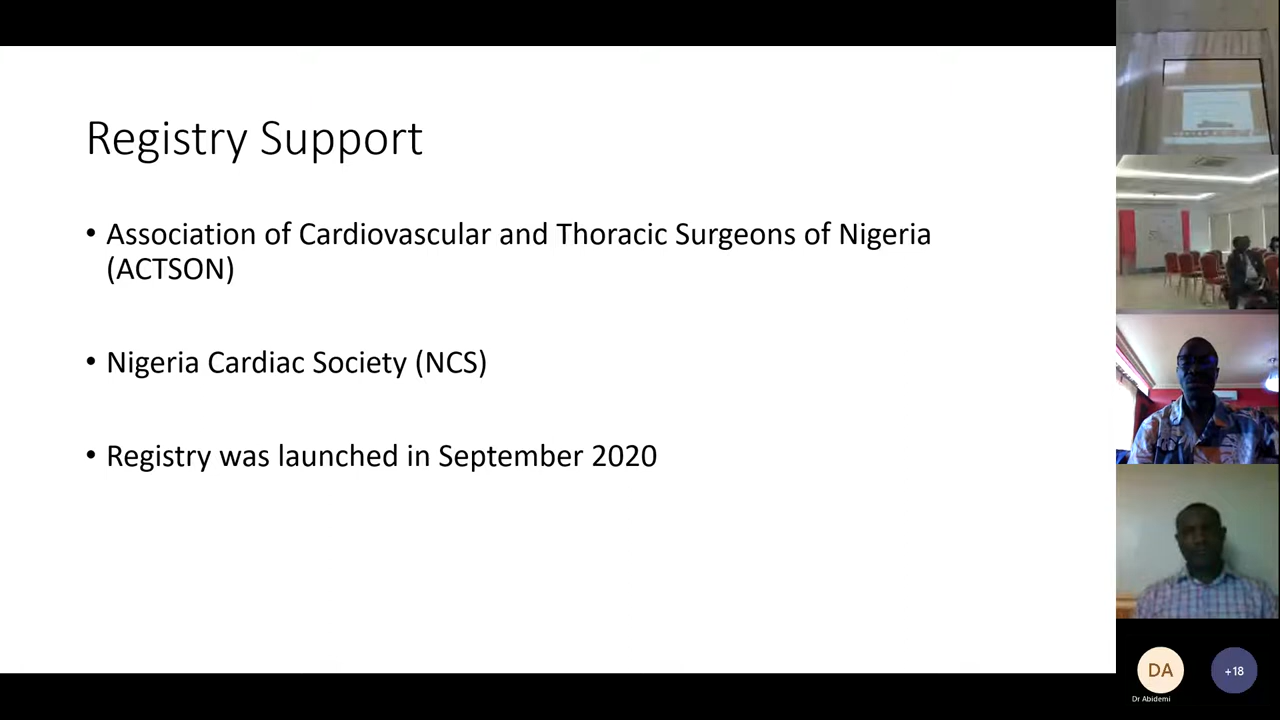 Registry Support
• Association of Cardiovascular and Thoracic Surgeons of Nigeria
(ACTSON)
• Nigeria Cardiac Society (NCS)
• Registry was launched in September 2020
DA
+18
Dr Abidemi